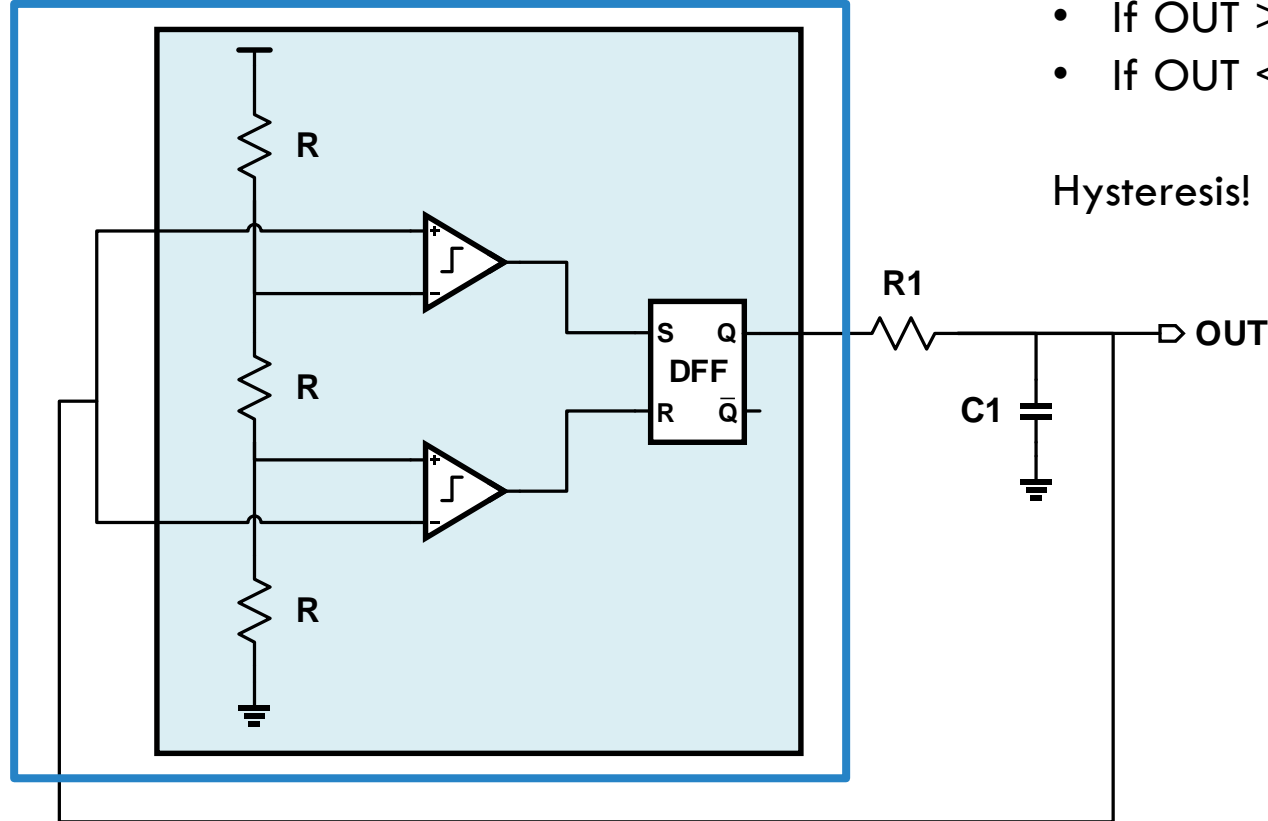 • If OUT >
• If OUT <
Hysteresis!
R
R
R
+
−
+
−
S Q
DFF
R Q̅
R1
C1
OUT